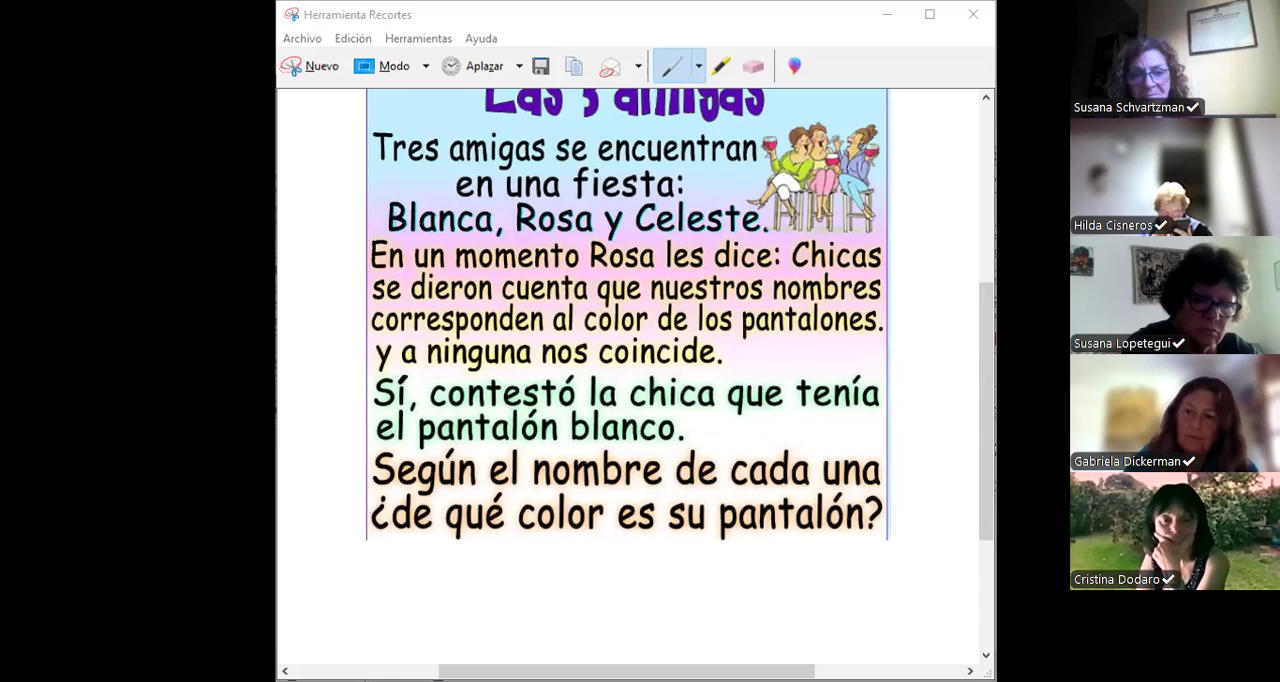 Herramienta Recortes
Archivo Edición Herramientas Ayuda
Nuevo Modo Aplazar
Las 3 amigas
Tres amigas se encuentran
en una fiesta:
Blanca, Rosa y Celeste.
En un momento Rosa les dice: Chicas
se dieron cuenta que nuestros nombres
corresponden al color de los pantalones.
y a ninguna nos coincide.
Sí, contestó la chica que tenía
el pantalón blanco.
Según el nombre de cada una
¿de qué color es su pantalón?
Susana Schvartzman
Hilda Cisneros
Susana Lopetegui
Gabriela Dickerman
Cristina Dodaro